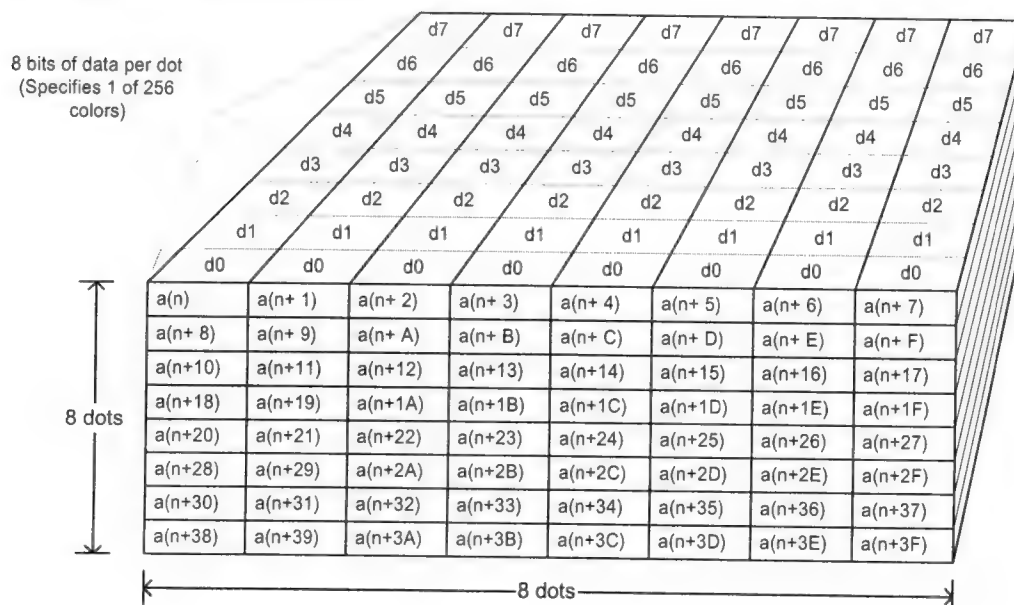 8 bits of data per dot
(Specifies 1 of 256
colors)
d7 d7 d7 d7 d7 d7 d7 d7
d6 d6 d6 d6 d6 d6 d6 d6
d5 d5 d5 d5 d5 d5 d5 d5
d4 d4 d4 d4 d4 d4 d4 d4
d3 d3 d3 d3 d3 d3 d3 d3
d2 d2 d2 d2 d2 d2 d2 d2
d1 d1 d1 d1 d1 d1 d1 d1
d0 d0 d0 d0 d0 d0 d0 d0
a(n) a(n+ 1) a(n+ 2) a(n+ 3) a(n+ 4) a(n+ 5) a(n+ 6) a(n+ 7)
a(n+ 8) a(n+ 9) a(n+ A) a(n+ B) a(n+ C) a(n+ D) a(n+ E) a(n+ F)
a(n+10) a(n+11) a(n+12) a(n+13) a(n+14) a(n+15) a(n+16) a(n+17)
a(n+18) a(n+19) a(n+1A) a(n+1B) a(n+1C) a(n+1D) a(n+1E) a(n+1F)
8 dots
a(n+20) a(n+21) a(n+22) a(n+23) a(n+24) a(n+25) a(n+26) a(n+27)
a(n+28) a(n+29) a(n+2A) a(n+2B) a(n+2C) a(n+2D) a(n+2E) a(n+2F)
a(n+30) a(n+31) a(n+32) a(n+33) a(n+34) a(n+35) a(n+36) a(n+37)
a(n+38) a(n+39) a(n+3A) a(n+3B) a(n+3C) a(n+3D) a(n+3E) a(n+3F)
8 dots